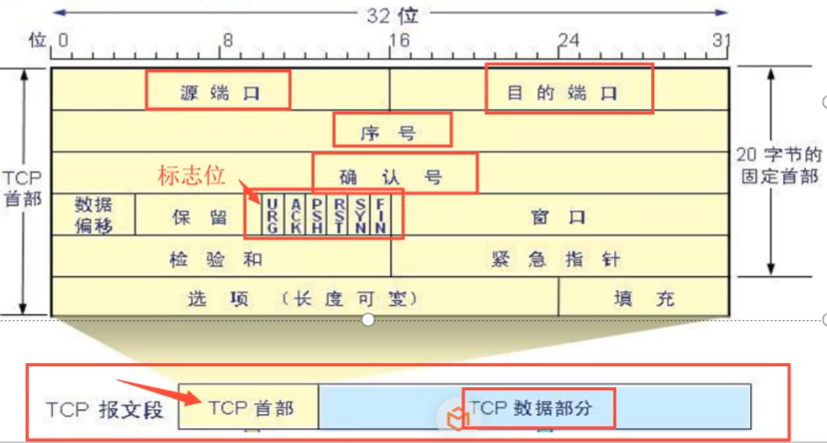 32 位
位 0 8 16 24 31
源 端 口 目 的 端 口
序 号
TCP 首部
标志位 确 认 号
20 字节的固定首部
数据偏移 保 留 URG ACK PSH RST SYN FIN 窗 口
检 验 和 紧 急 指 针
选 项 (长 度 可 变) 填 充
TCP 报文段 TCP 首部 TCP 数据部分